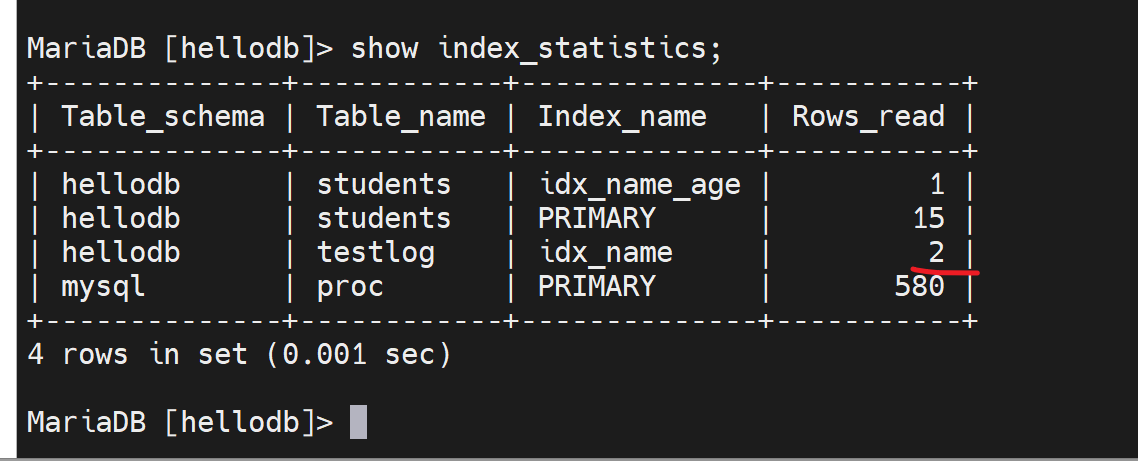 MariaDB [hellodb]> show index_statistics;
+--------------+------------+--------------+-----------+
| Table_schema | Table_name | Index_name   | Rows_read |
+--------------+------------+--------------+-----------+
| hellodb      | students   | idx_name_age |         1 |
| hellodb      | students   | PRIMARY      |        15 |
| hellodb      | testlog    | idx_name     |         2 |
| mysql        | proc       | PRIMARY      |       580 |
+--------------+------------+--------------+-----------+
4 rows in set (0.001 sec)
MariaDB [hellodb]>